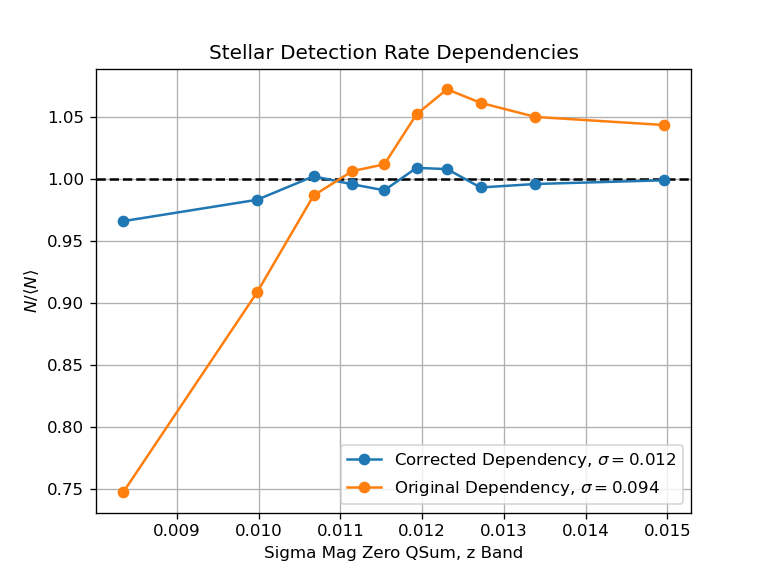 Stellar Detection Rate Dependencies
N/⟨N⟩
1.05
1.00
0.95
0.90
0.85
0.80
0.75
Corrected Dependency, σ = 0.012
Original Dependency, σ = 0.094
0.009 0.010 0.011 0.012 0.013 0.014 0.015
Sigma Mag Zero QSum, z Band